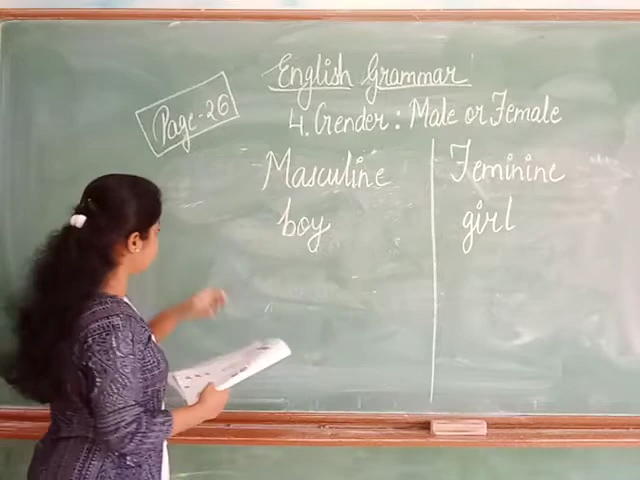 English Grammar
Page-26
4. Gender: Male or Female
Masculine Feminine
boy girl